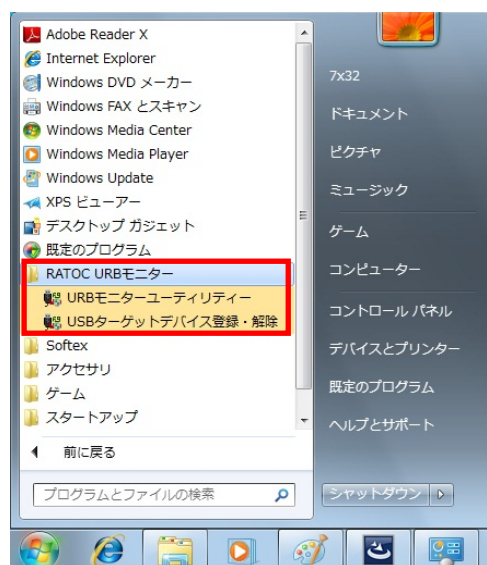 Adobe Reader X
Internet Explorer
Windows DVD メーカー
Windows FAX とスキャン
Windows Media Center
Windows Media Player
Windows Update
XPS ビューアー
デスクトップ ガジェット
既定のプログラム
RATOC URBモニター
URBモニターユーティリティー
USBターゲットデバイス登録・解除
Softex
アクセサリ
ゲーム
スタートアップ
前に戻る
プログラムとファイルの検索
7x32
ドキュメント
ピクチャ
ミュージック
ゲーム
コンピューター
コントロール パネル
デバイスとプリンター
既定のプログラム
ヘルプとサポート
シャットダウン